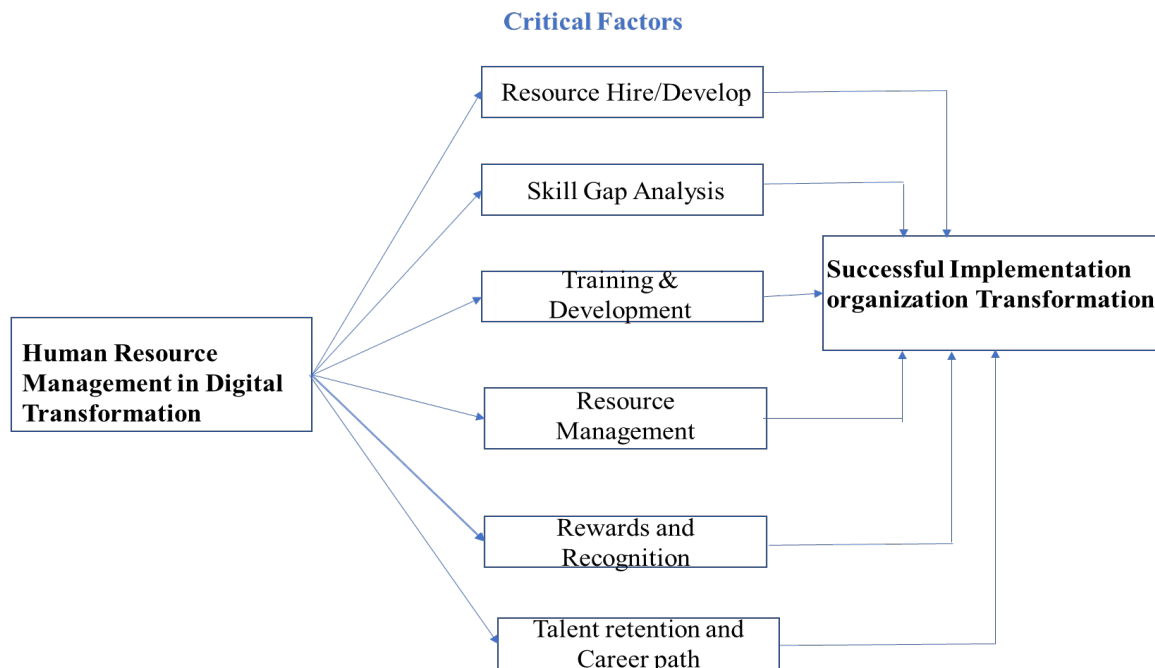 Critical Factors
Resource Hire/Develop
Skill Gap Analysis
Training &
Development
Resource
Management
Rewards and
Recognition
Talent retention and
Career path
Human Resource
Management in Digital
Transformation
Successful Implementation
organization Transformation